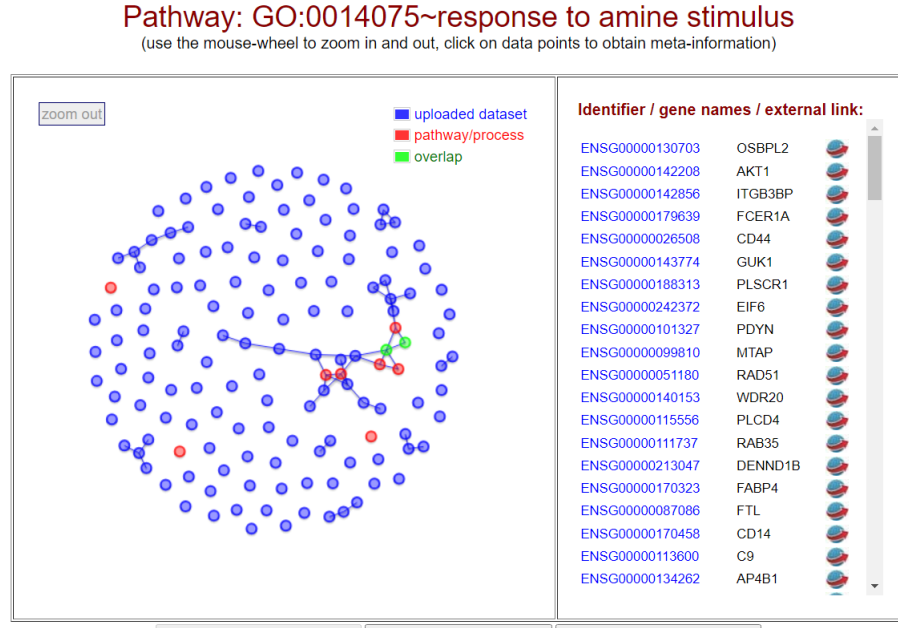 Pathway: GO:0014075~response to amine stimulus
(use the mouse-wheel to zoom in and out, click on data points to obtain meta-information)
zoom out
uploaded dataset
pathway/process
overlap
Identifier / gene names / external link:
ENSG00000130703 OSBPL2
ENSG00000142208 AKT1
ENSG00000142856 ITGB3BP
ENSG00000179639 FCER1A
ENSG00000026508 CD44
ENSG00000143774 GUK1
ENSG00000188313 PLSCR1
ENSG00000242372 EIF6
ENSG00000101327 PDYN
ENSG00000099810 MTAP
ENSG00000051180 RAD51
ENSG00000140153 WDR20
ENSG00000115556 PLCD4
ENSG00000111737 RAB35
ENSG00000213047 DENND1B
ENSG00000170323 FABP4
ENSG00000087086 FTL
ENSG00000170458 CD14
ENSG00000113600 C9
ENSG00000134262 AP4B1